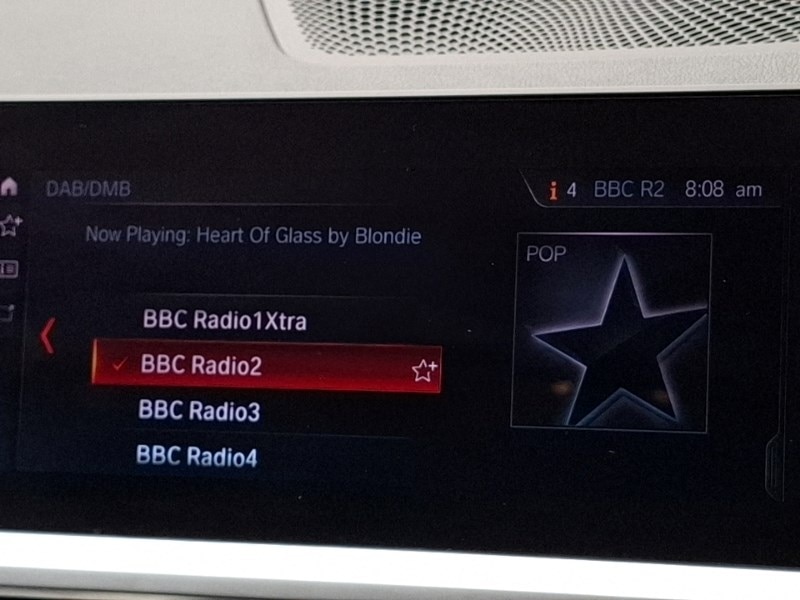 DAB/DMB
i 4 BBC R2 8:08 am
Now Playing: Heart Of Glass by Blondie
POP
BBC Radio1Xtra
BBC Radio2
BBC Radio3
BBC Radio4